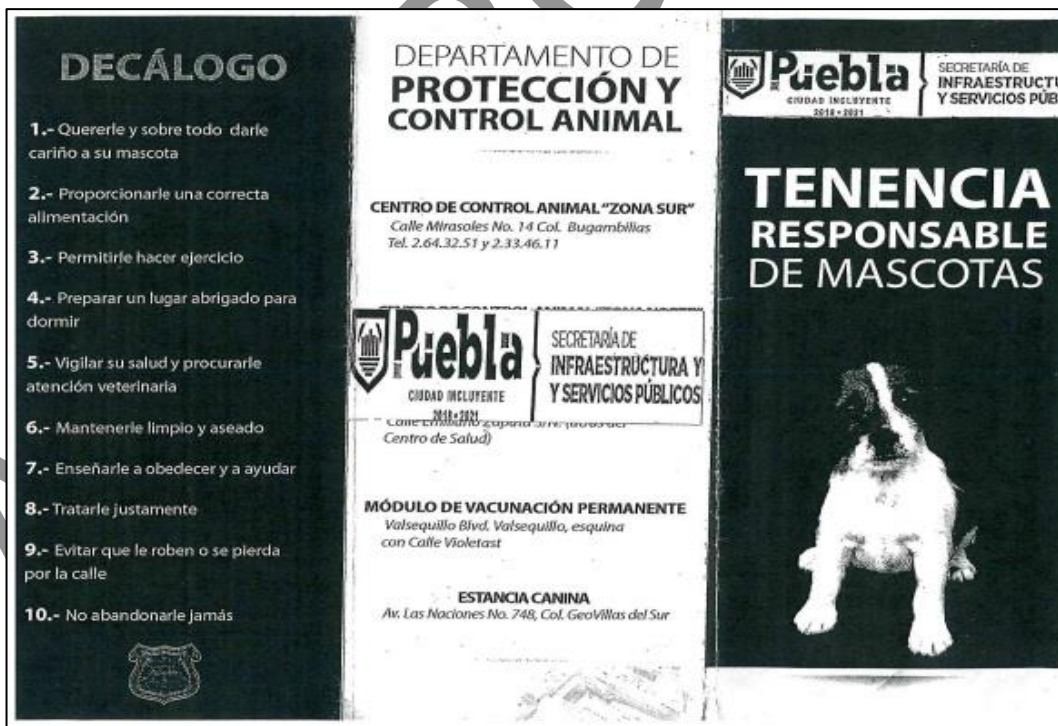 DECÁLOGO
1.- Quererle y sobre todo darle
cariño a su mascota
2.- Proporcionarle una correcta
alimentación
3.- Permitirle hacer ejercicio
4.- Preparar un lugar abrigado para
dormir
5.- Vigilar su salud y procurarle
atención veterinaria
6.- Mantenerle limpio y aseado
7.- Enseñarle a obedecer y a ayudar
8.- Tratarle justamente
9.- Evitar que le roben o se pierda
por la calle
10.- No abandonarle jamás
DEPARTAMENTO DE
PROTECCIÓN Y
CONTROL ANIMAL
CENTRO DE CONTROL ANIMAL "ZONA SUR"
Calle Mirasoles No. 14 Col. Bugambilias
Tel. 2.64.32.51 y 2.33.46.11
Puebla
CIUDAD INCLUYENTE
2018 • 2021
SECRETARÍA DE
INFRAESTRUCTURA Y
Y SERVICIOS PÚBLICOS
Calle Emiliano Zapata S/N.
Centro de Salud)
MÓDULO DE VACUNACIÓN PERMANENTE
Valsequillo Blvd. Valsequillo, esquina
con Calle Violetast
ESTANCIA CANINA
Av. Las Naciones No. 748, Col. GeoVillas del Sur
Puebla
CIUDAD INCLUYENTE
2018 • 2021
SECRETARÍA DE
INFRAESTRUCTU
Y SERVICIOS PÚB
TENENCIA
RESPONSABLE
DE MASCOTAS